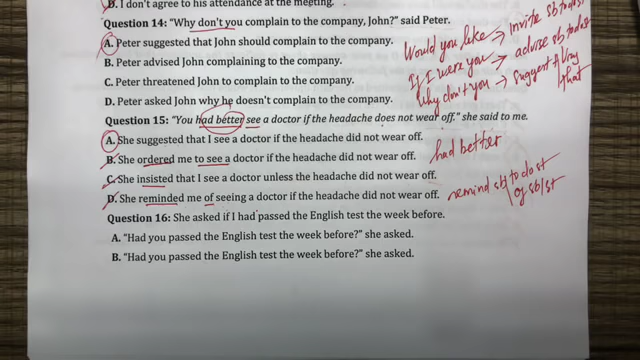 D. I don't agree to his attendance at the meeting.
Question 14: "Why don't you complain to the company, John?" said Peter.
A. Peter suggested that John should complain to the company.
B. Peter advised John complaining to the company.
C. Peter threatened John to complain to the company.
D. Peter asked John why he doesn't complain to the company.
Would you like → invite sb to do st
If I were you → advise sb to do st
Why don't you → suggest + Ving
that
Question 15: "You had better see a doctor if the headache does not wear off." she said to me.
A. She suggested that I see a doctor if the headache did not wear off.
B. She ordered me to see a doctor if the headache did not wear off.
C. She insisted that I see a doctor unless the headache did not wear off.
D. She reminded me of seeing a doctor if the headache did not wear off.
had better
remind sb to do st
of sb/st
Question 16: She asked if I had passed the English test the week before.
A. "Had you passed the English test the week before?" she asked.
B. "Had you passed the English test the week before?" she asked.